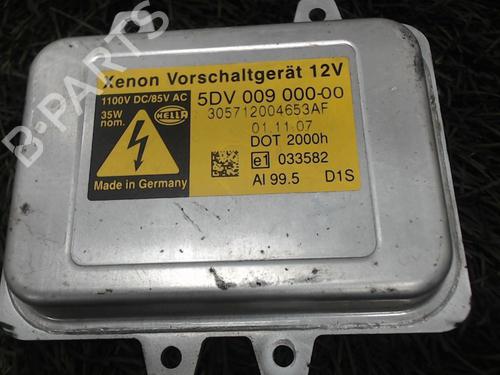 B-PARTS
Xenon Vorschaltgerät 12V
1100V DC/85V AC
35W
nom.
HELLA
Made in Germany
5DV 009 000-00
305712004653AF
01.11.07
DOT 2000h
e1 033582
Al 99.5 D1S